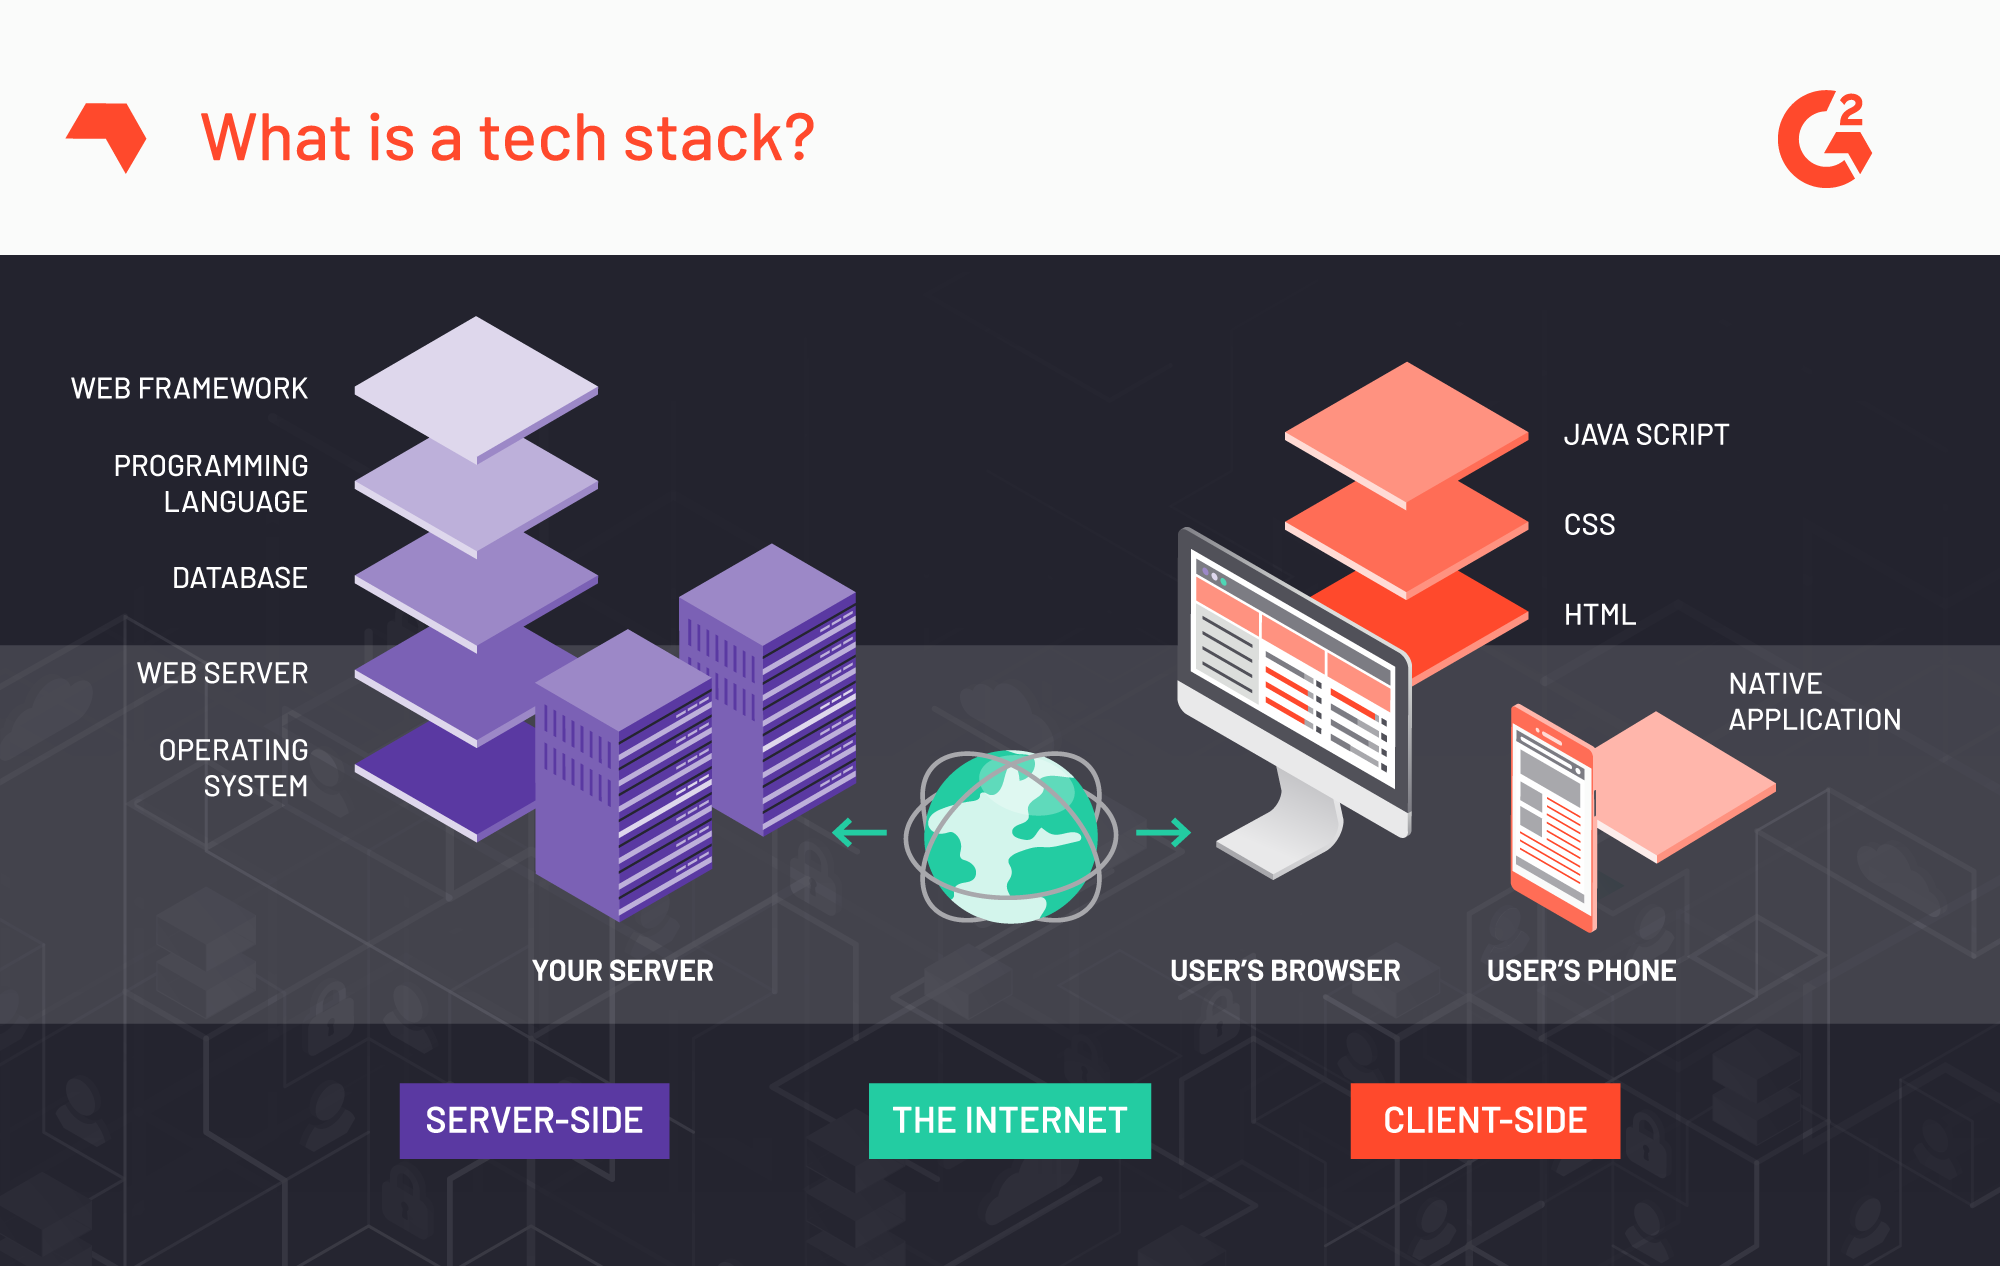 What is a tech stack?
G2
WEB FRAMEWORK
PROGRAMMING
LANGUAGE
DATABASE
WEB SERVER
OPERATING
SYSTEM
JAVA SCRIPT
CSS
HTML
NATIVE
APPLICATION
YOUR SERVER
USER’S BROWSER
USER’S PHONE
SERVER-SIDE
THE INTERNET
CLIENT-SIDE